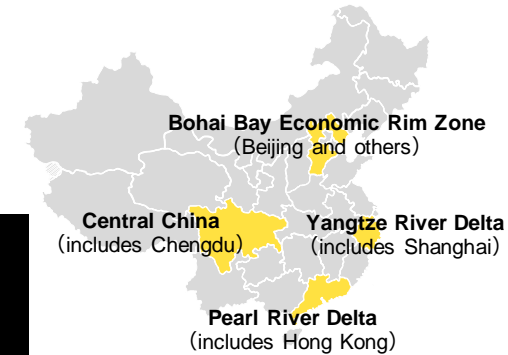 Bohai Bay Economic Rim Zone
（Beijing and others）
Central China
（includes Chengdu）
Yangtze River Delta
（includes Shanghai）
Pearl River Delta
（includes Hong Kong）